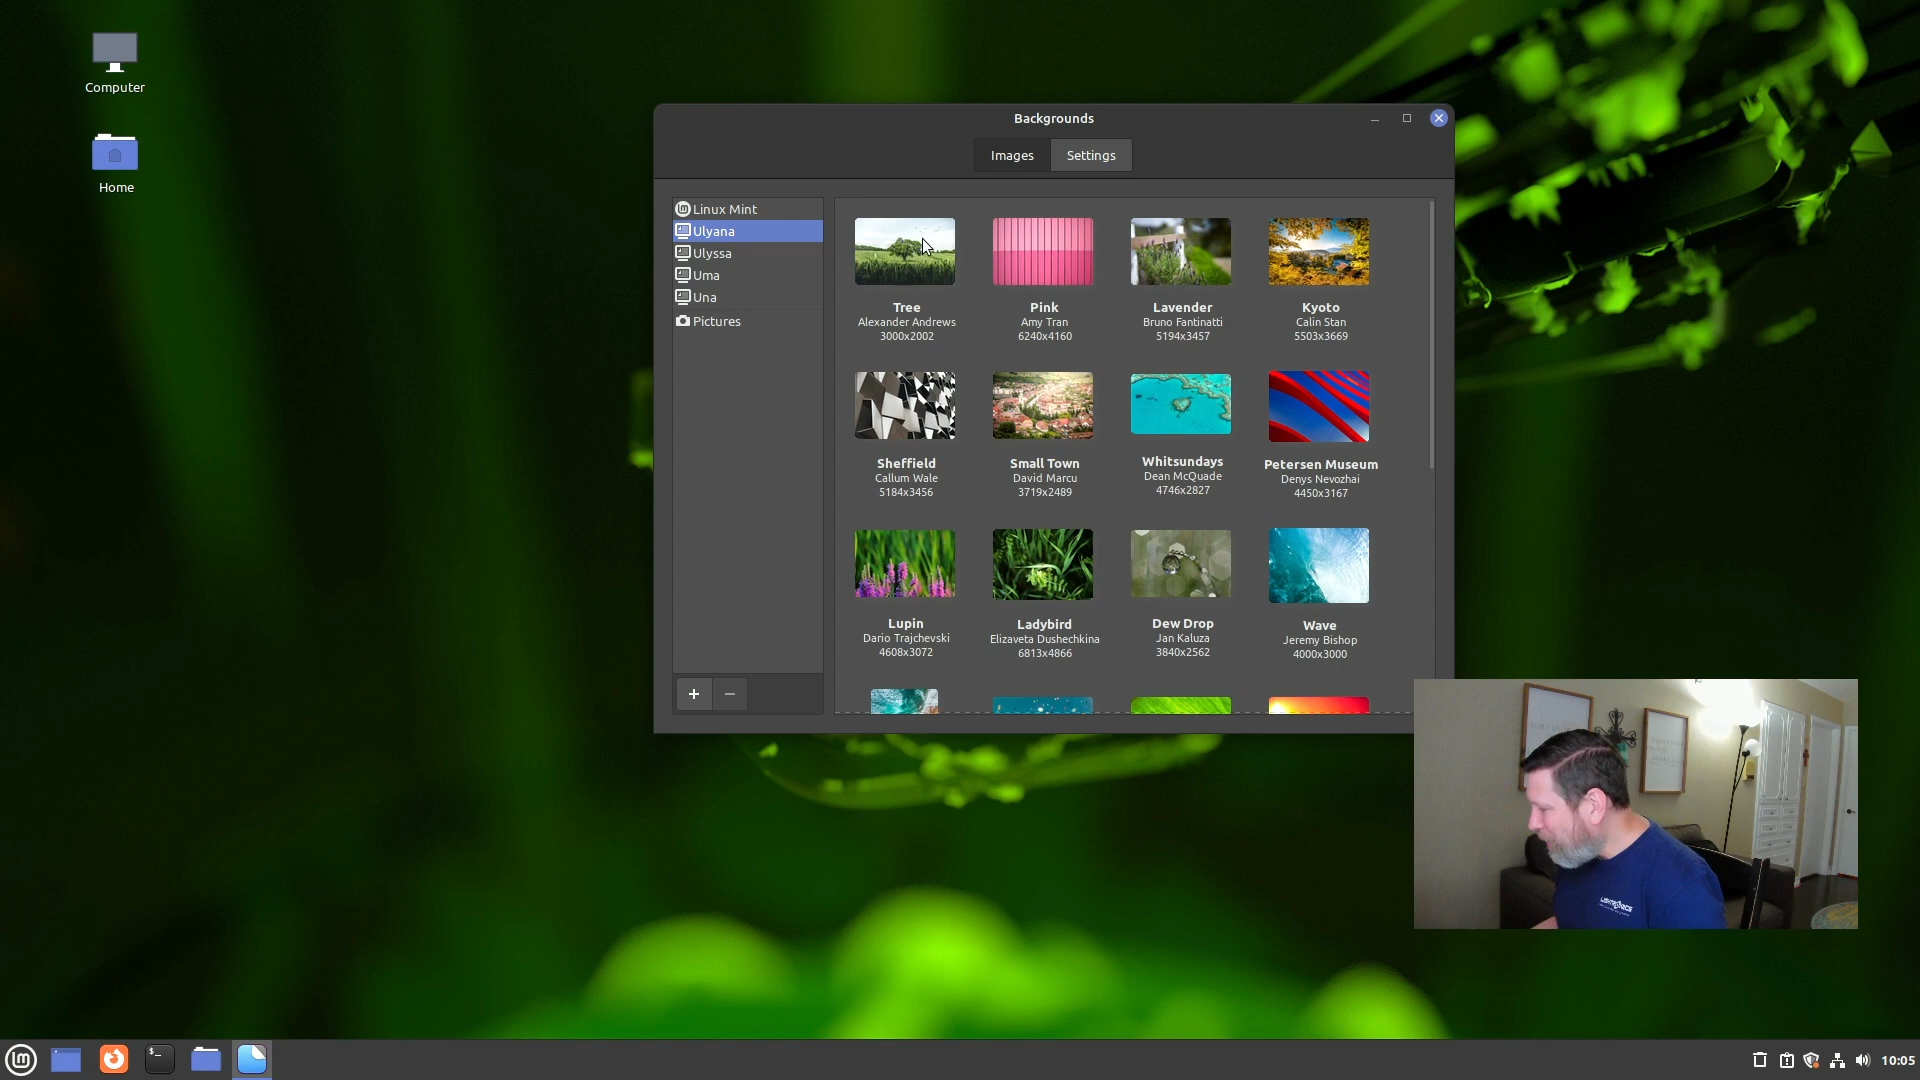 Computer
Home
Backgrounds
Images
Settings
Linux Mint
Ulyana
Ulyssa
Uma
Una
Pictures
Tree
Alexander Andrews
3000x2002
Pink
Amy Tran
6240x4160
Lavender
Bruno Fantinatti
5194x3457
Kyoto
Calin Stan
5503x3669
Sheffield
Callum Wale
5184x3456
Small Town
David Marcu
3719x2489
Whitsundays
Dean McQuade
4746x2827
Petersen Museum
Denys Nevozhai
4450x3167
Lupin
Dario Trajchevski
4608x3072
Ladybird
Elizaveta Dushechkina
6813x4866
Dew Drop
Jan Kaluza
3840x2562
Wave
Jeremy Bishop
4000x3000
10:05